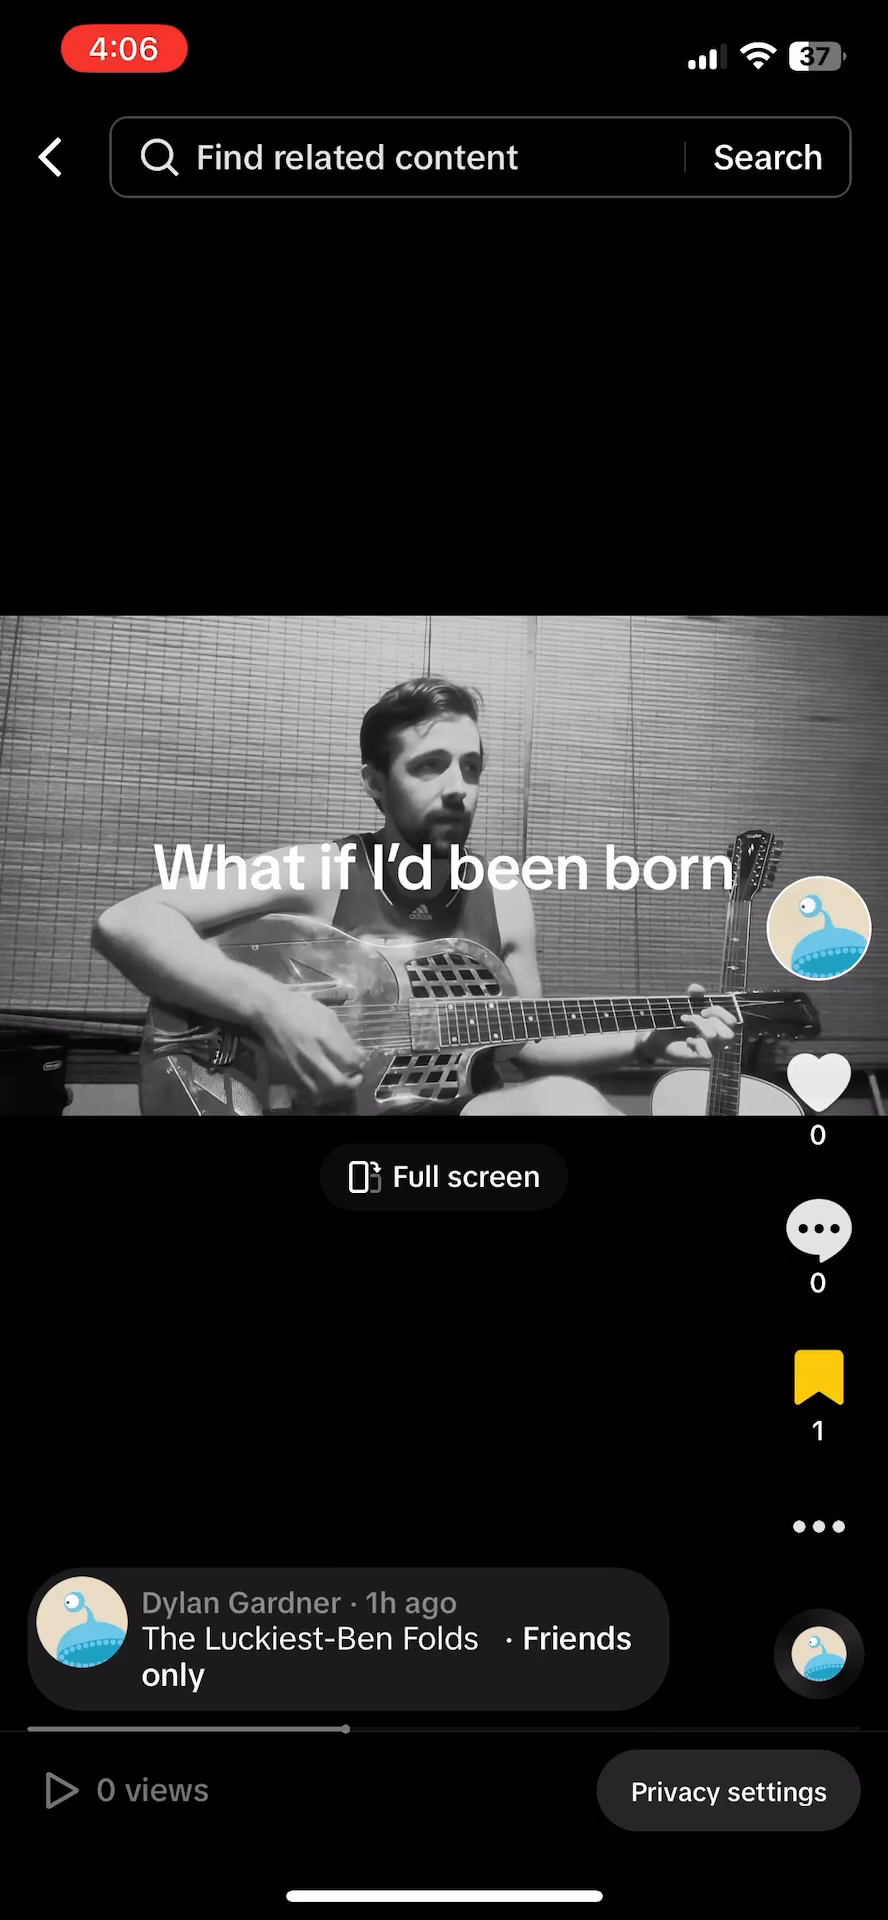 4:06
37
Find related content
Search
What if I'd been born
adidas
0
Full screen
0
1
Dylan Gardner · 1h ago
The Luckiest-Ben Folds · Friends
only
0 views
Privacy settings